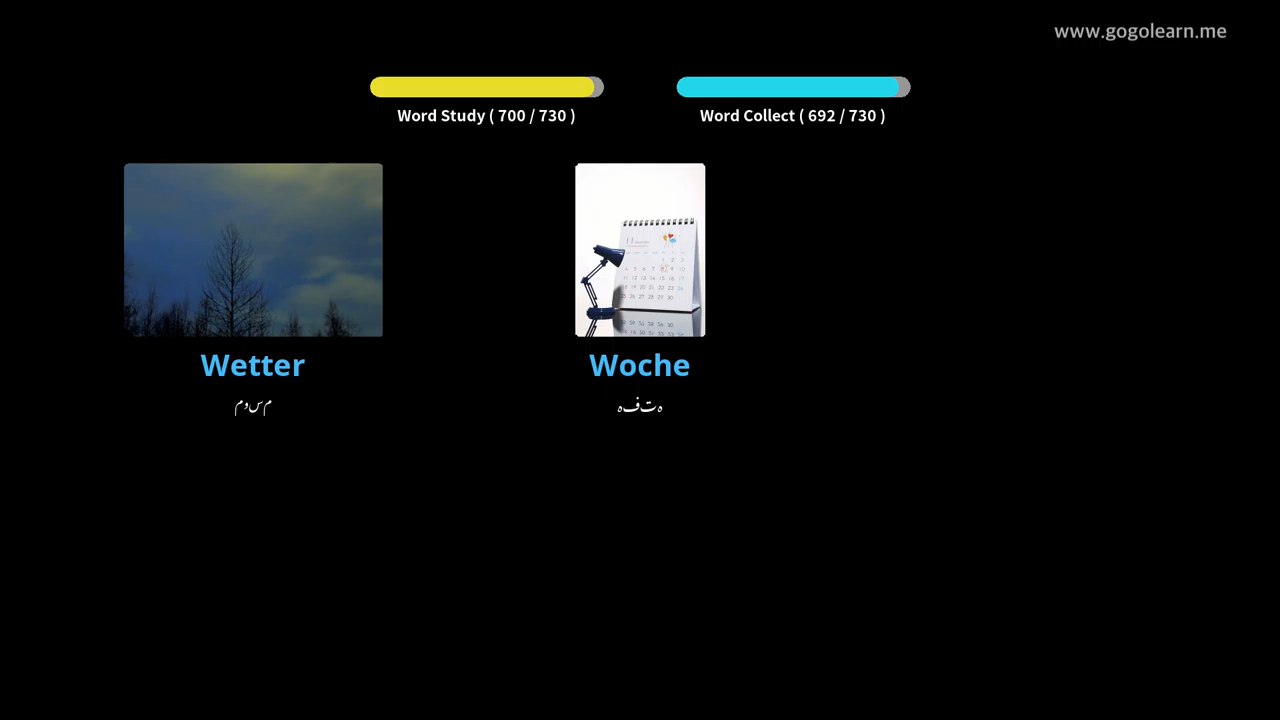 www.gogolearn.me
Word Study ( 700 / 730 )
Word Collect ( 692 / 730 )
Wetter
موسم
Woche
ہفتہ